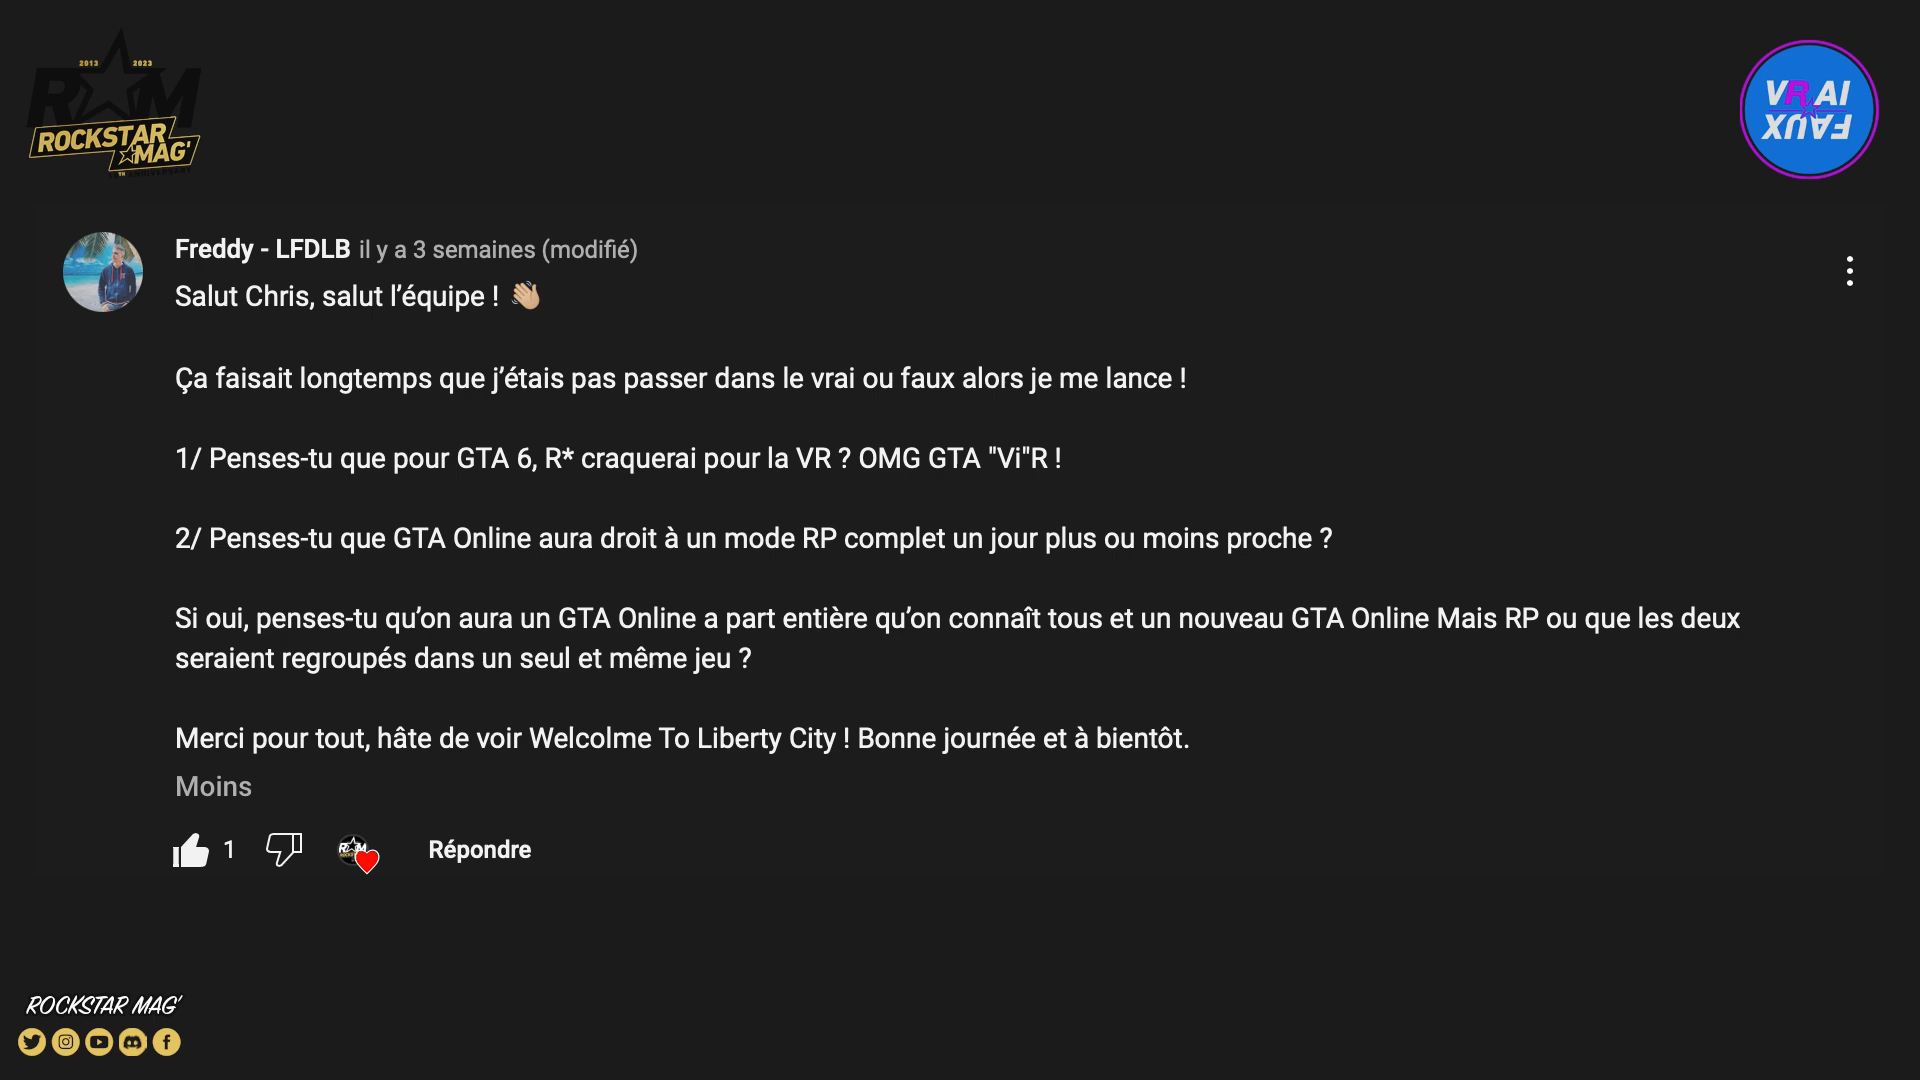 2013 2023
RM
ROCKSTAR
MAG'
VRAI
FAUX
Freddy - LFDLB il y a 3 semaines (modifié)
Salut Chris, salut l’équipe ! 👋🏼
Ça faisait longtemps que j’étais pas passer dans le vrai ou faux alors je me lance !
1/ Penses-tu que pour GTA 6, R* craquerai pour la VR ? OMG GTA "Vi"R !
2/ Penses-tu que GTA Online aura droit à un mode RP complet un jour plus ou moins proche ?
Si oui, penses-tu qu’on aura un GTA Online a part entière qu’on connaît tous et un nouveau GTA Online Mais RP ou que les deux
seraient regroupés dans un seul et même jeu ?
Merci pour tout, hâte de voir Welcolme To Liberty City ! Bonne journée et à bientôt.
Moins
1 Répondre
ROCKSTAR MAG'